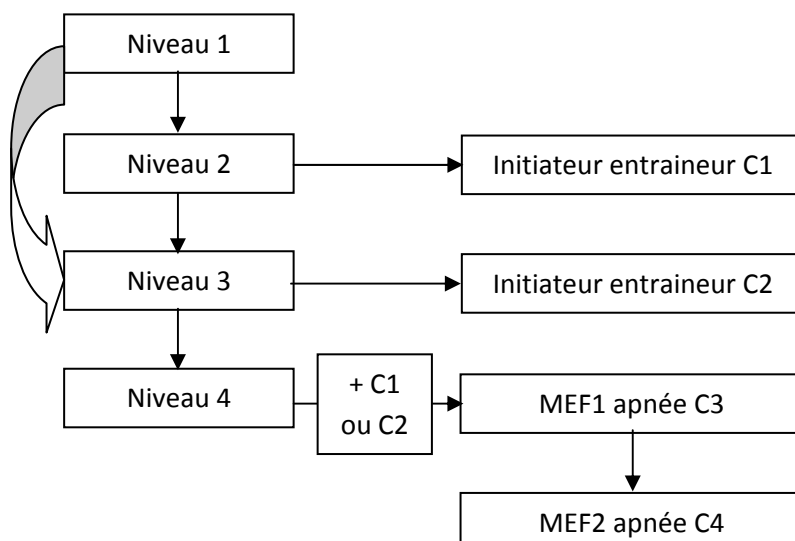 Niveau 1
Niveau 2
Initiateur entraineur C1
Niveau 3
Initiateur entraineur C2
Niveau 4
+ C1
ou C2
MEF1 apnée C3
MEF2 apnée C4